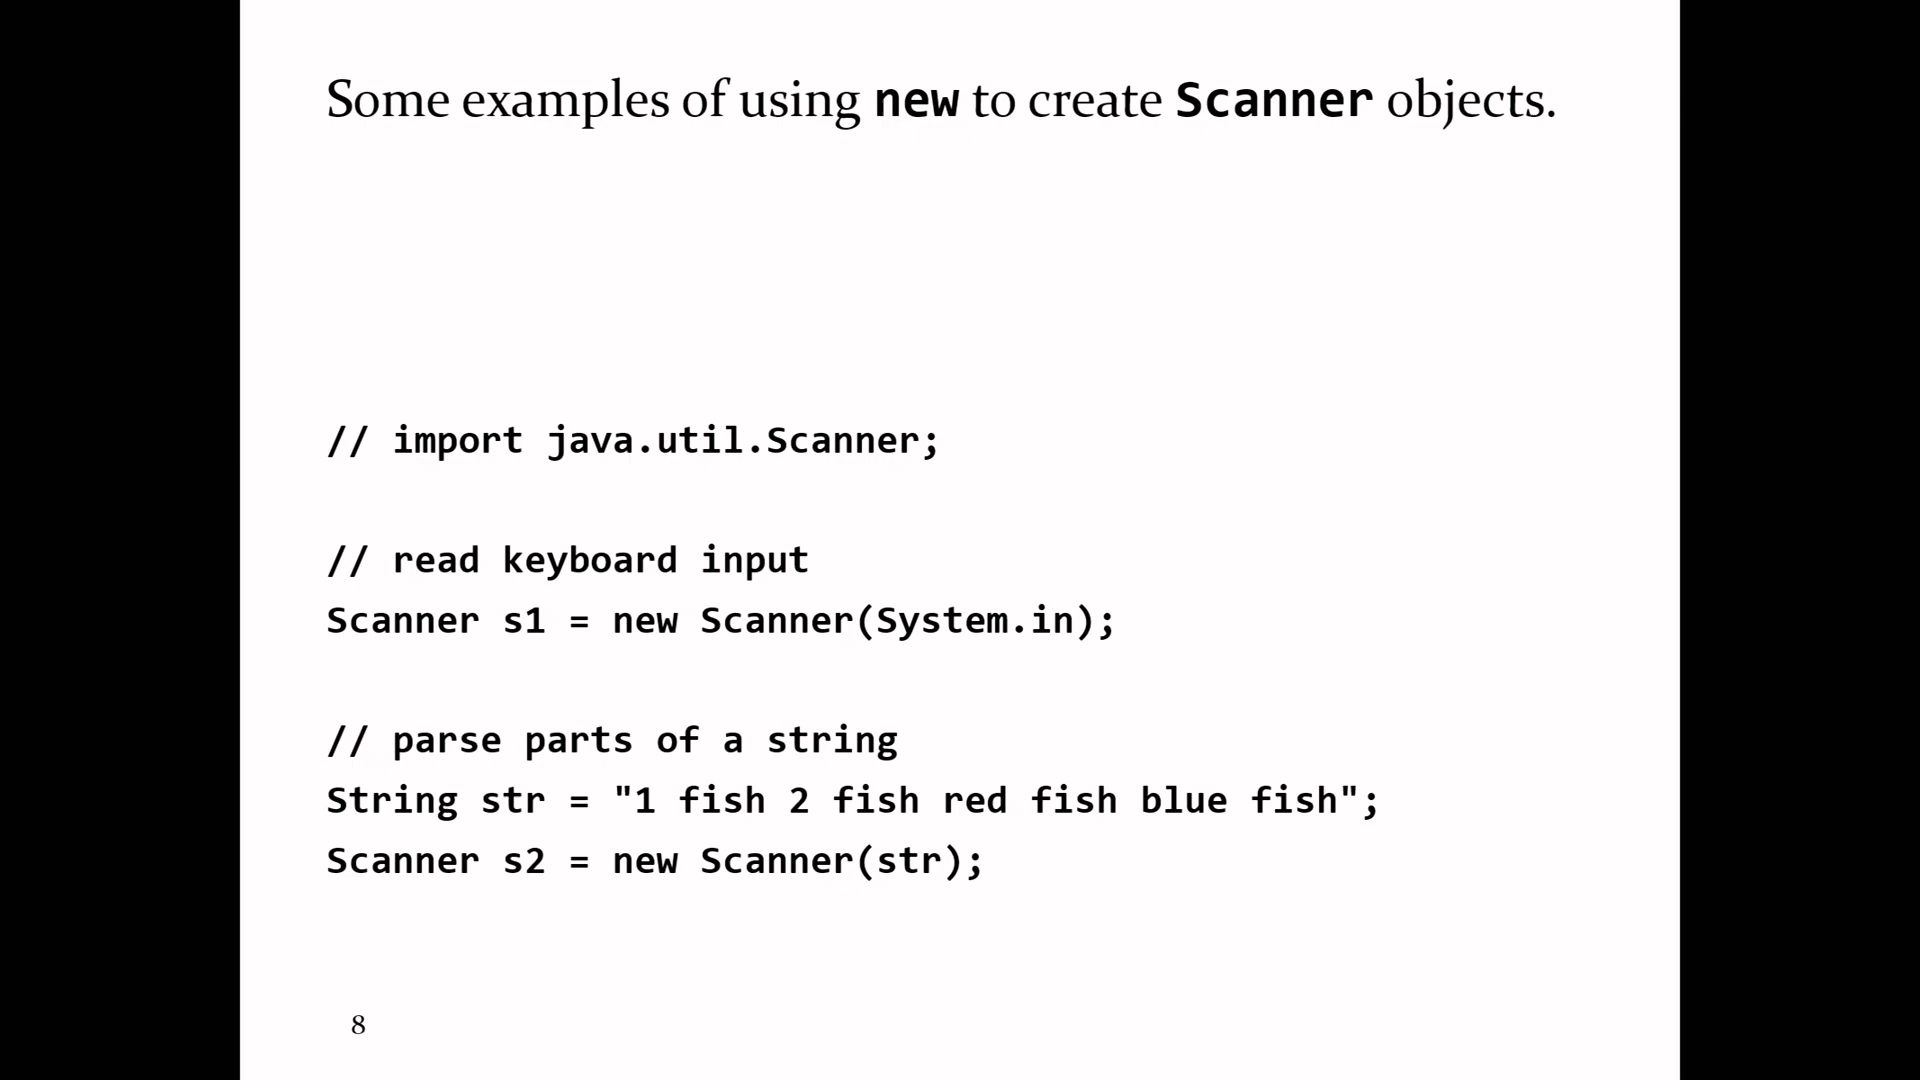 Some examples of using new to create Scanner objects.
// import java.util.Scanner;
// read keyboard input
Scanner s1 = new Scanner(System.in);
// parse parts of a string
String str = "1 fish 2 fish red fish blue fish";
Scanner s2 = new Scanner(str);
8